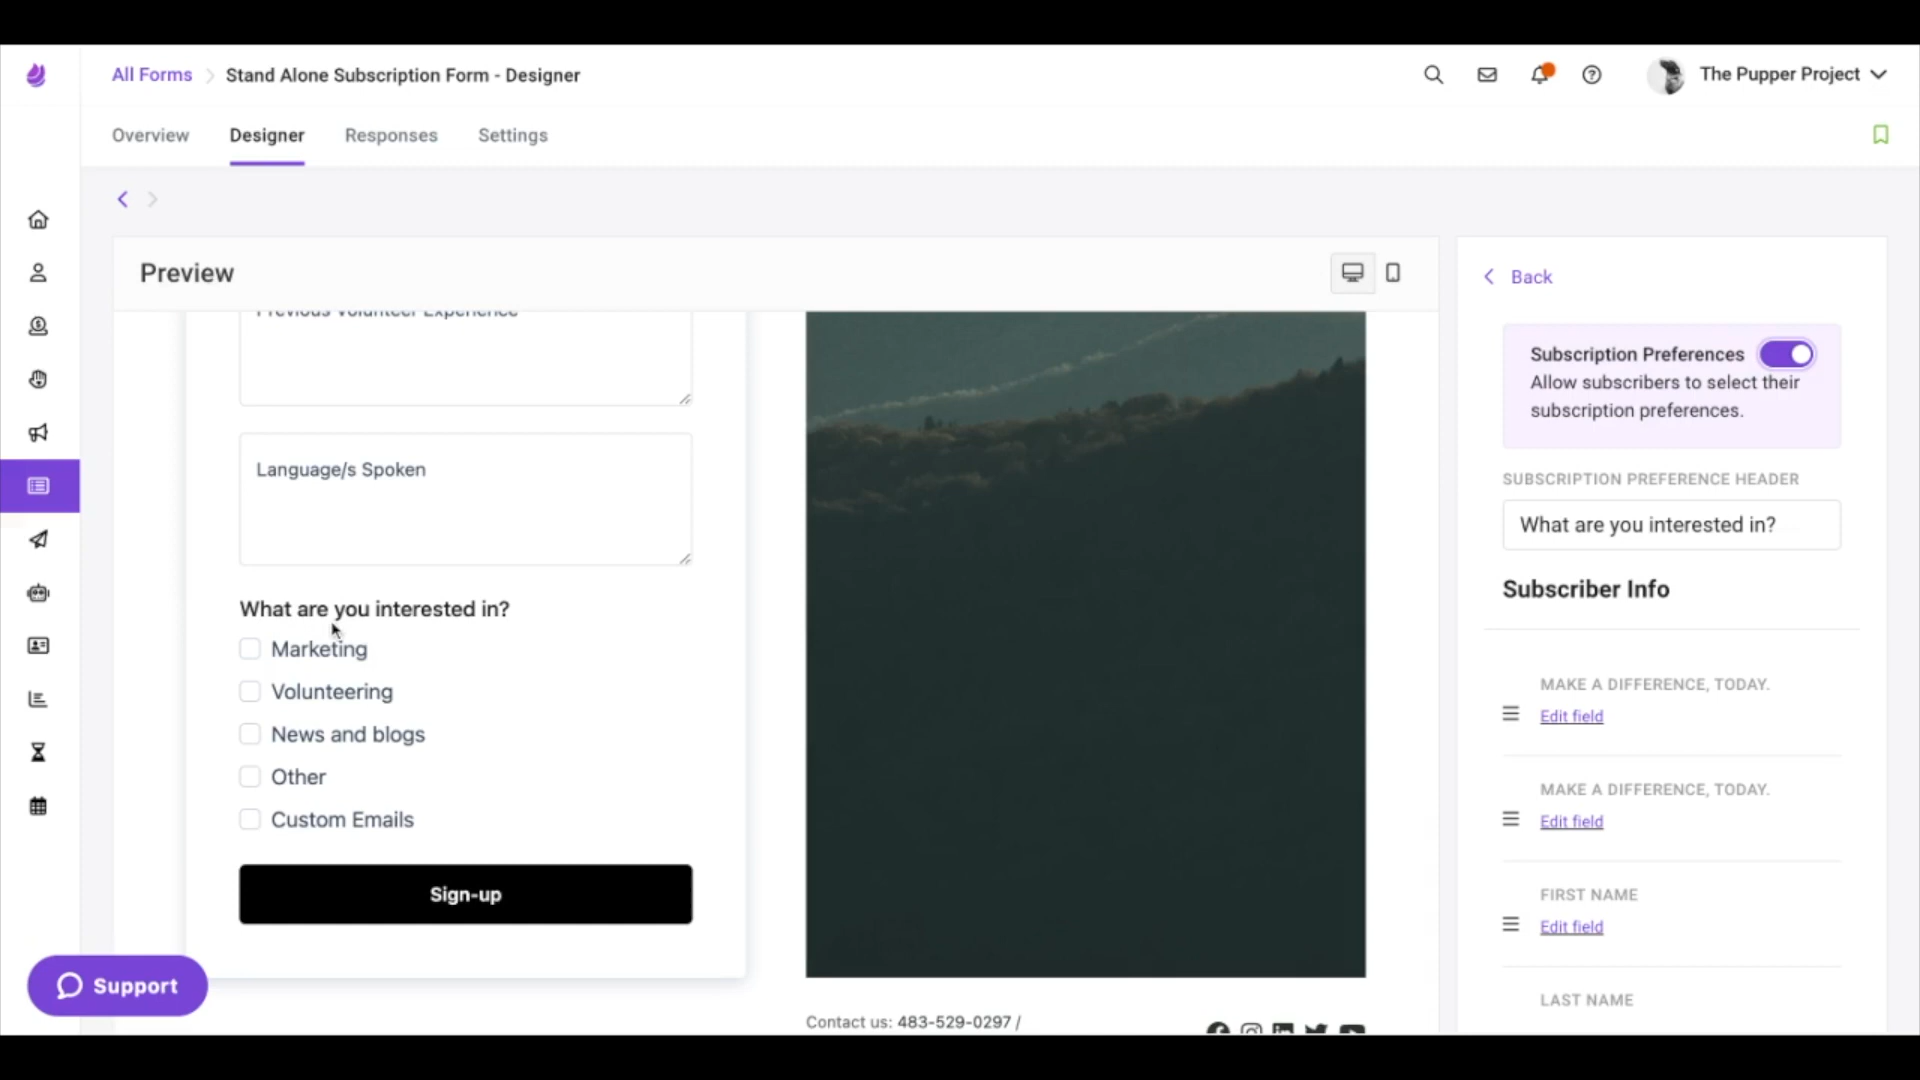 All Forms
Stand Alone Subscription Form - Designer
The Pupper Project
Overview
Designer
Responses
Settings
Preview
Previous Volunteer Experience
Language/s Spoken
What are you interested in?
Marketing
Volunteering
News and blogs
Other
Custom Emails
Sign-up
Contact us: 483-529-0297 /
Back
Subscription Preferences
Allow subscribers to select their
subscription preferences.
SUBSCRIPTION PREFERENCE HEADER
What are you interested in?
Subscriber Info
MAKE A DIFFERENCE, TODAY.
Edit field
MAKE A DIFFERENCE, TODAY.
Edit field
FIRST NAME
Edit field
LAST NAME
Support